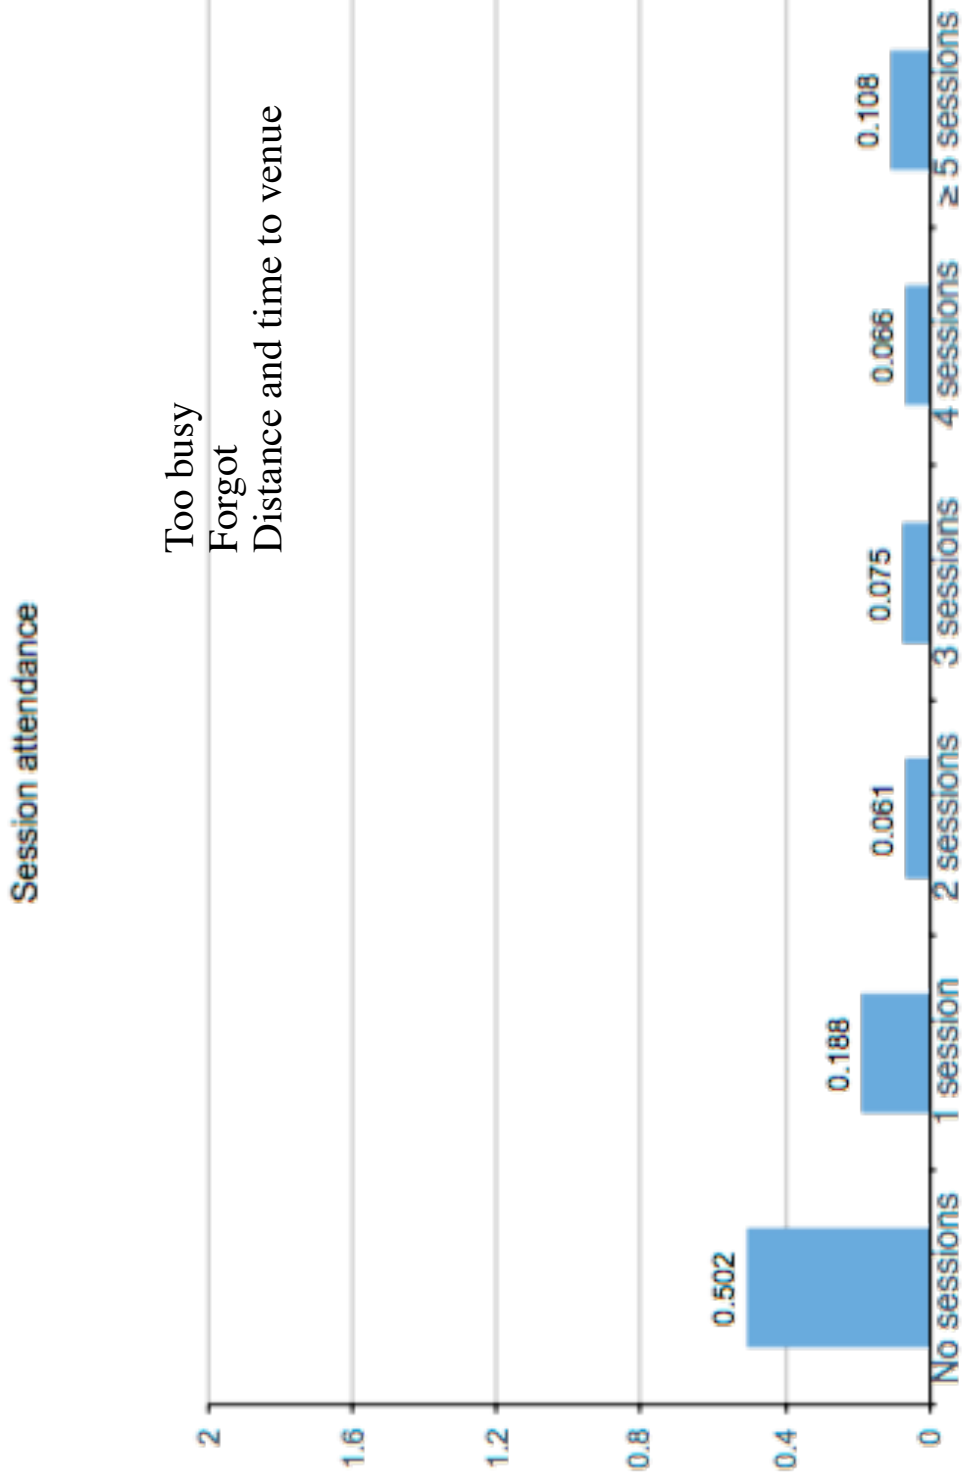 Session attendance
Too busy
Forgot
Distance and time to venue
2
1.6
1.2
0.8
0.4
0
0.502
0.188
0.061
0.075
0.066
0.108
No sessions
1 session
2 sessions
3 sessions
4 sessions
≥ 5 sessions